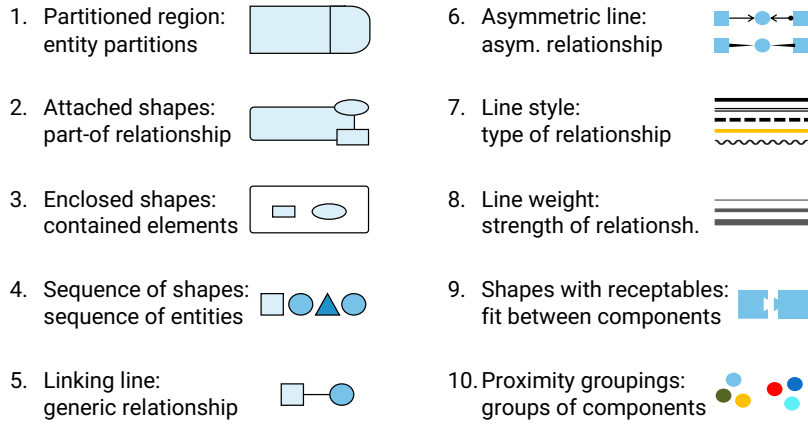 1. Partitioned region:
entity partitions
2. Attached shapes:
part-of relationship
3. Enclosed shapes:
contained elements
4. Sequence of shapes:
sequence of entities
5. Linking line:
generic relationship
6. Asymmetric line:
asym. relationship
7. Line style:
type of relationship
8. Line weight:
strength of relationsh.
9. Shapes with receptables:
fit between components
10. Proximity groupings:
groups of components